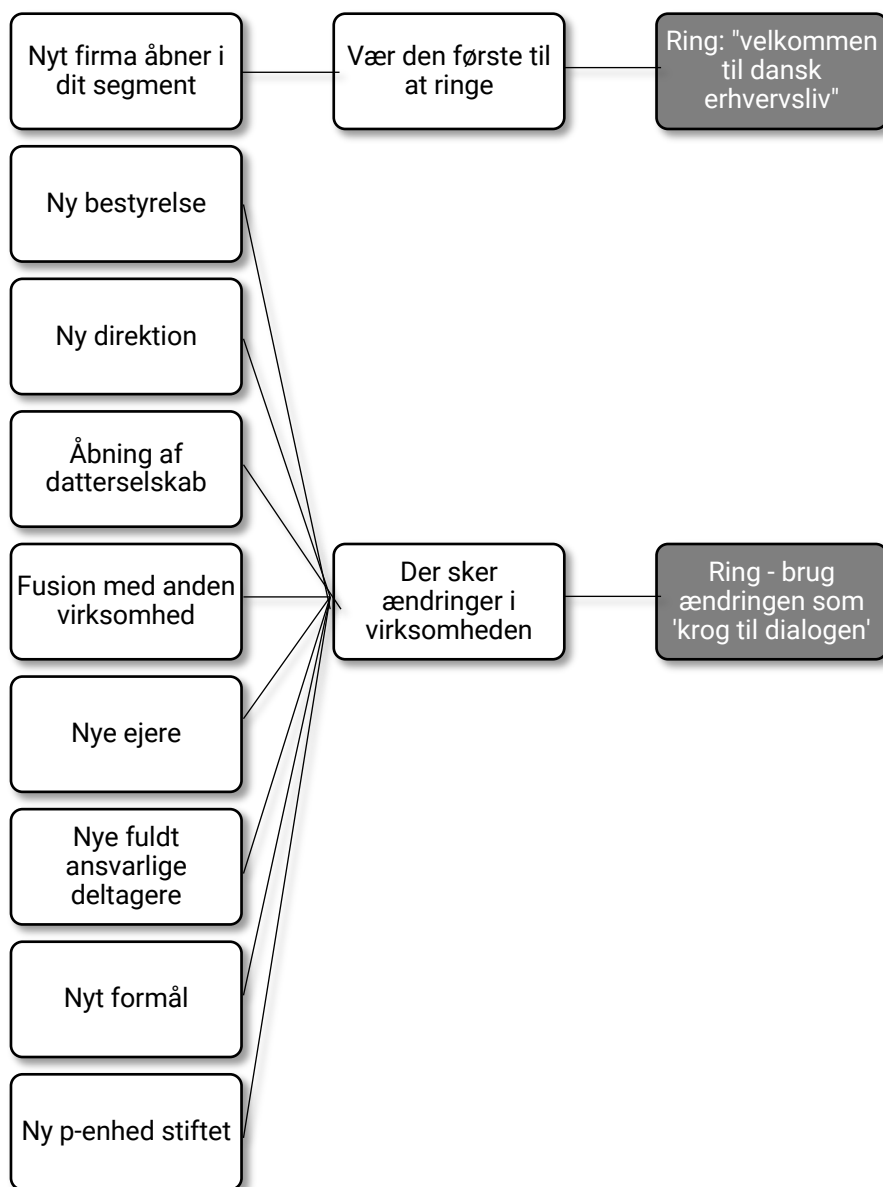 Nyt firma åbner i
dit segment
Vær den første til
at ringe
Ring: "velkommen
til dansk
erhvervsliv"
Ny bestyrelse
Ny direktion
Åbning af
datterselskab
Fusion med anden
virksomhed
Der sker
ændringer i
virksomheden
Ring - brug
ændringen som
'krog til dialogen'
Nye ejere
Nye fuldt
ansvarlige
deltagere
Nyt formål
Ny p-enhed stiftet